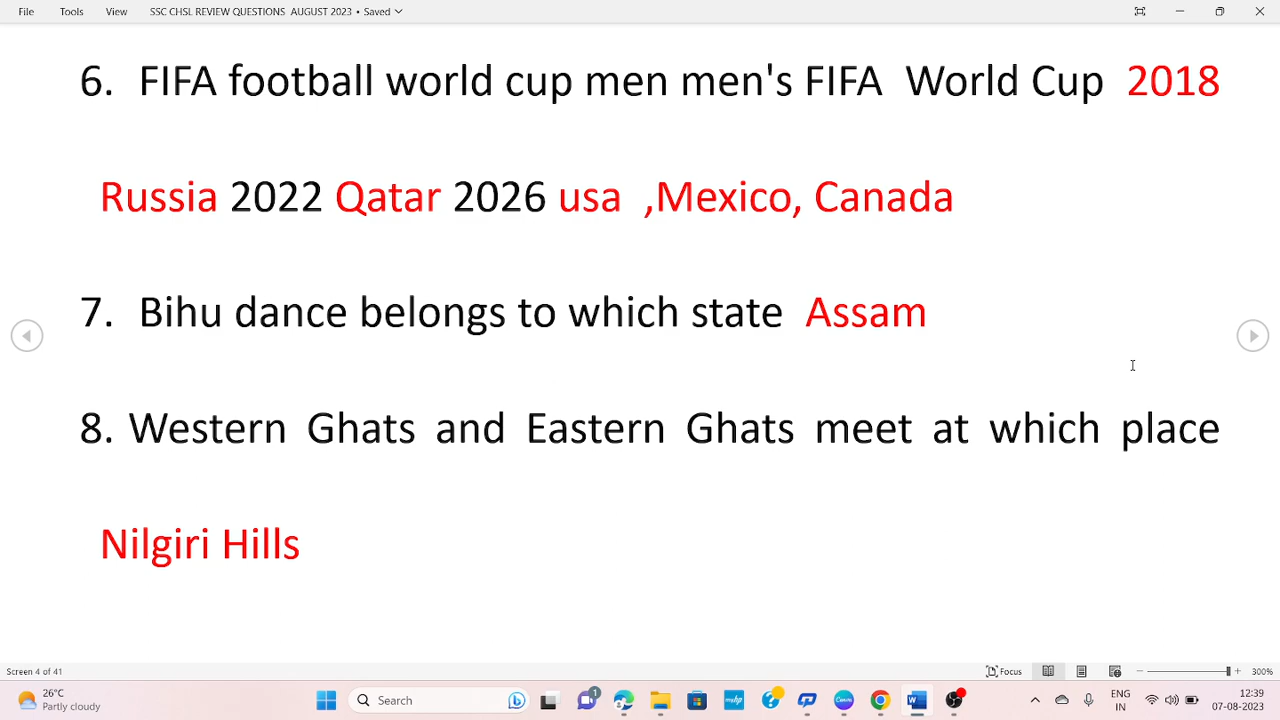 File Tools View SSC CHSL REVIEW QUESTIONS AUGUST 2023 • Saved
6. FIFA football world cup men men's FIFA World Cup 2018
Russia 2022 Qatar 2026 usa ,Mexico, Canada
7. Bihu dance belongs to which state Assam
8. Western Ghats and Eastern Ghats meet at which place
Nilgiri Hills
Screen 4 of 41 Focus 300%
26°C
Partly cloudy
Search
1
ENG
IN
12:39
07-08-2023